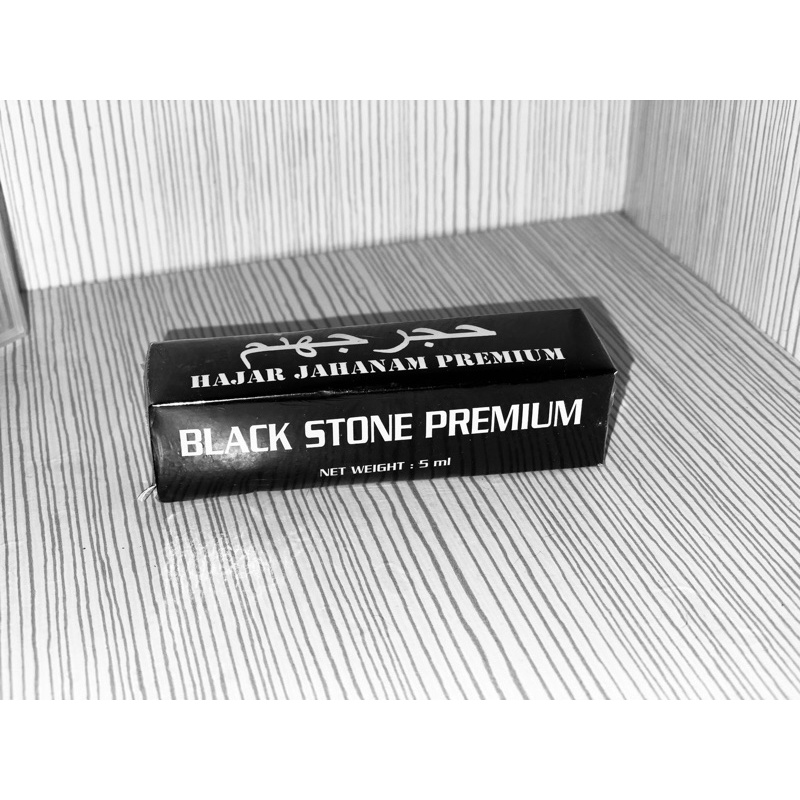 حجر جهنم
HAJAR JAHANAM PREMIUM
BLACK STONE PREMIUM
NET WEIGHT : 5 ml